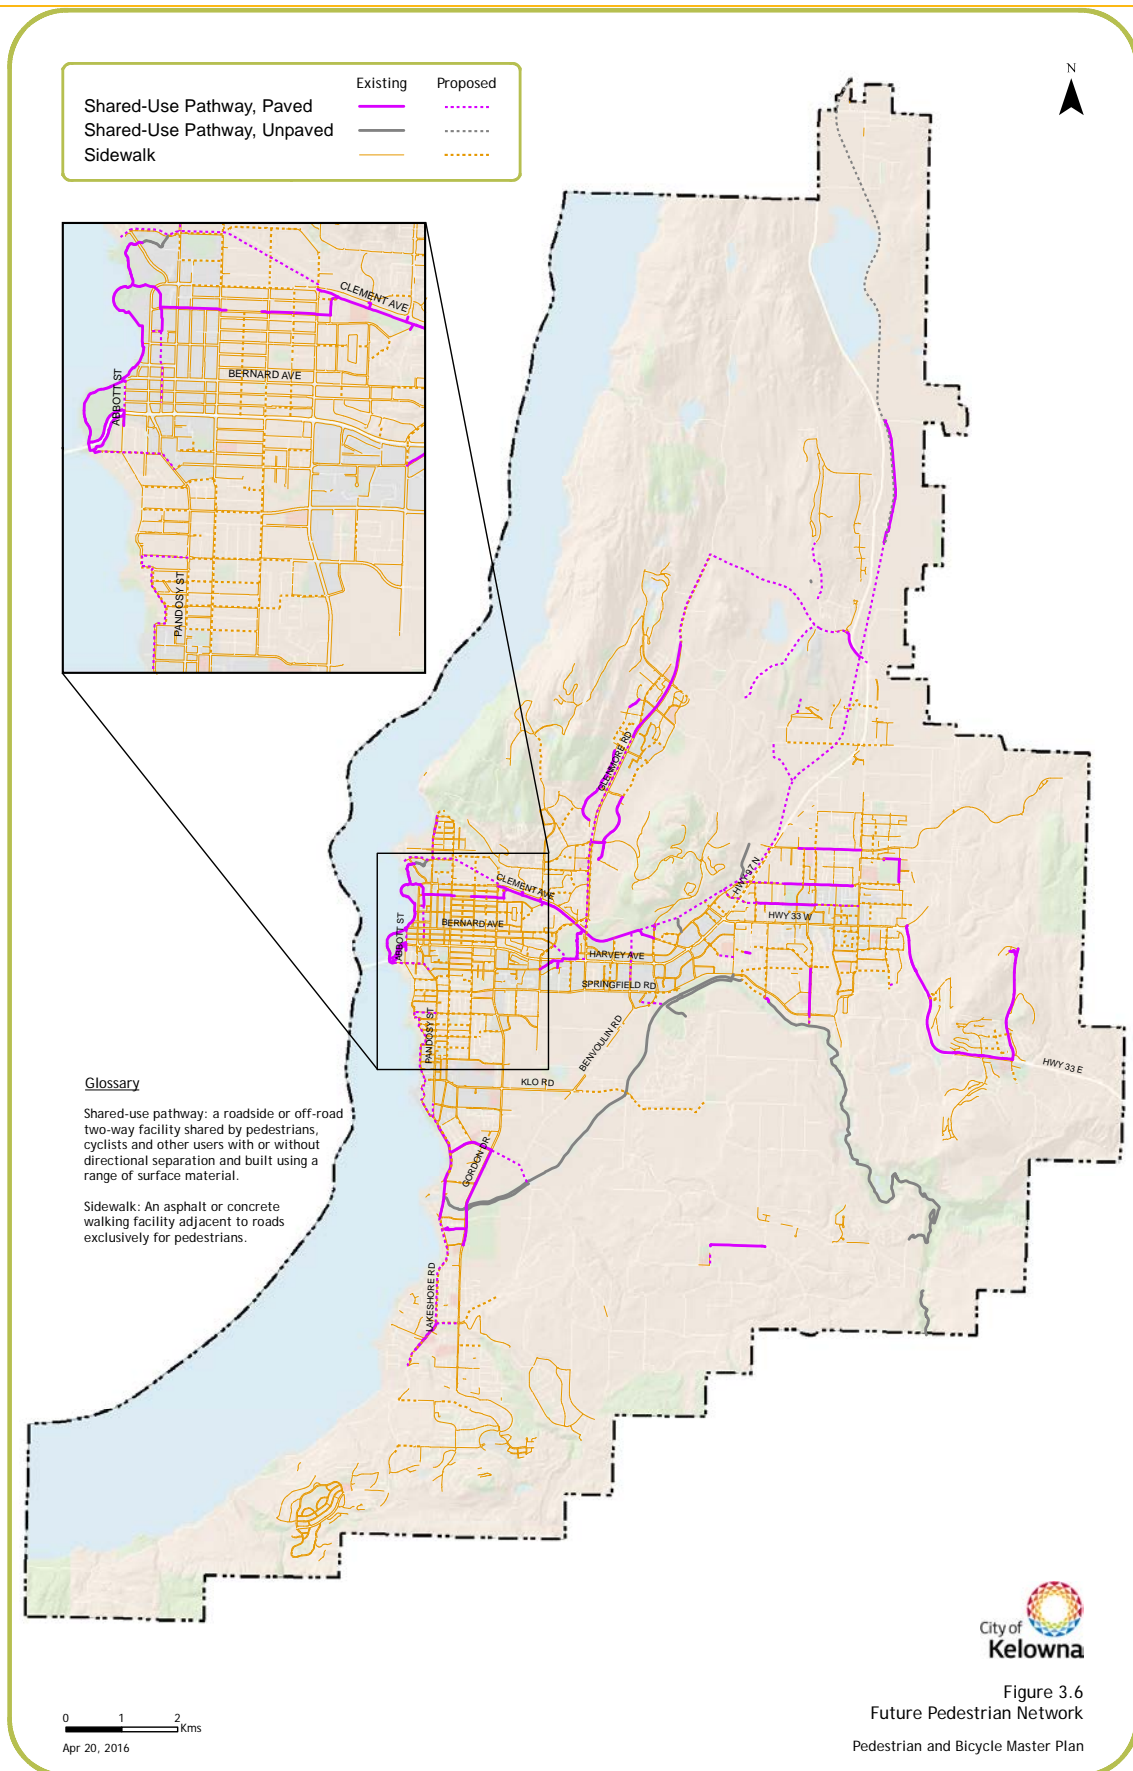 Existing Proposed
Shared-Use Pathway, Paved
Shared-Use Pathway, Unpaved
Sidewalk
N
CLEMENT AVE
BERNARD AVE
ABBOTT ST
PANDOSY ST
GLENMORE RD
HWY 97 N
CLEMENT AVE
HWY 33 W
BERNARD AVE
ABBOTT ST
HARVEY AVE
SPRINGFIELD RD
PANDOSY ST
BENVOULIN RD
KLO RD
HWY 33 E
GORDON DR
LAKESHORE RD
Glossary
Shared-use pathway: a roadside or off-road
two-way facility shared by pedestrians,
cyclists and other users with or without
directional separation and built using a
range of surface material.
Sidewalk: An asphalt or concrete
walking facility adjacent to roads
exclusively for pedestrians.
City of
Kelowna
Figure 3.6
Future Pedestrian Network
Pedestrian and Bicycle Master Plan
0 1 2
Kms
Apr 20, 2016